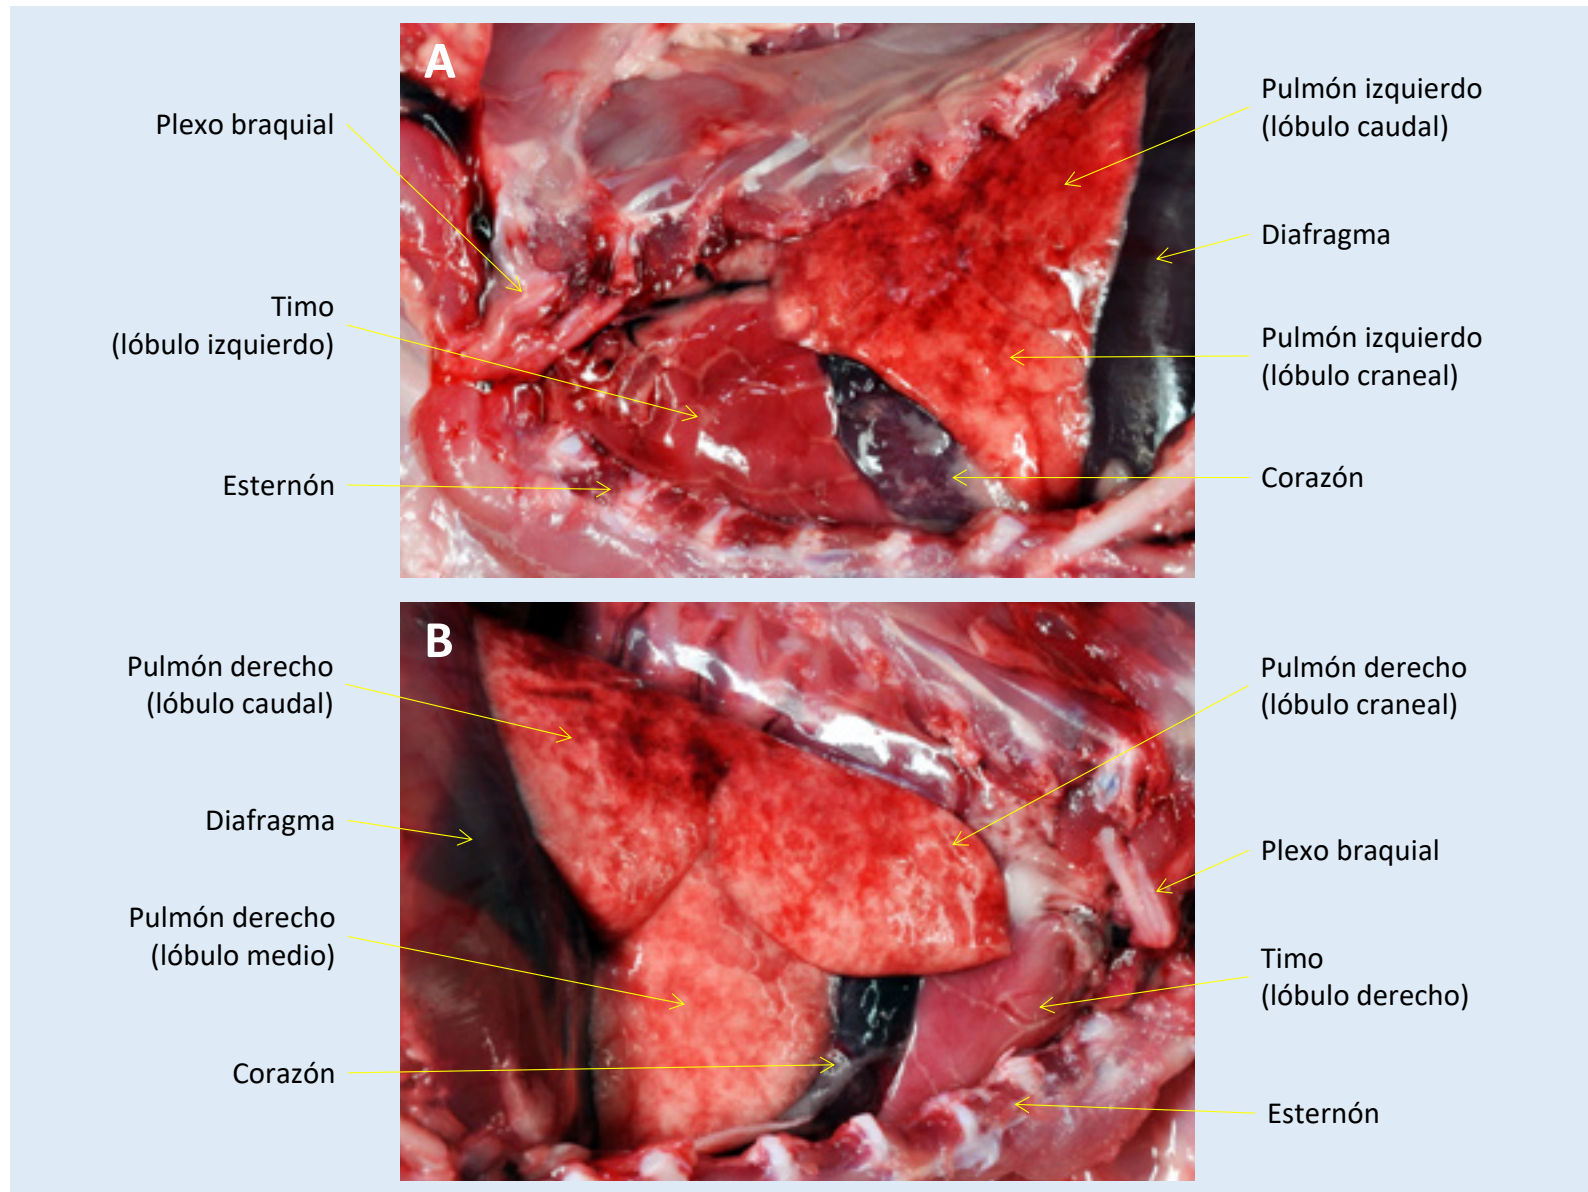 A
Plexo braquial
Timo
(lóbulo izquierdo)
Esternón
Pulmón izquierdo
(lóbulo caudal)
Diafragma
Pulmón izquierdo
(lóbulo craneal)
Corazón
B
Pulmón derecho
(lóbulo caudal)
Diafragma
Pulmón derecho
(lóbulo medio)
Corazón
Pulmón derecho
(lóbulo craneal)
Plexo braquial
Timo
(lóbulo derecho)
Esternón